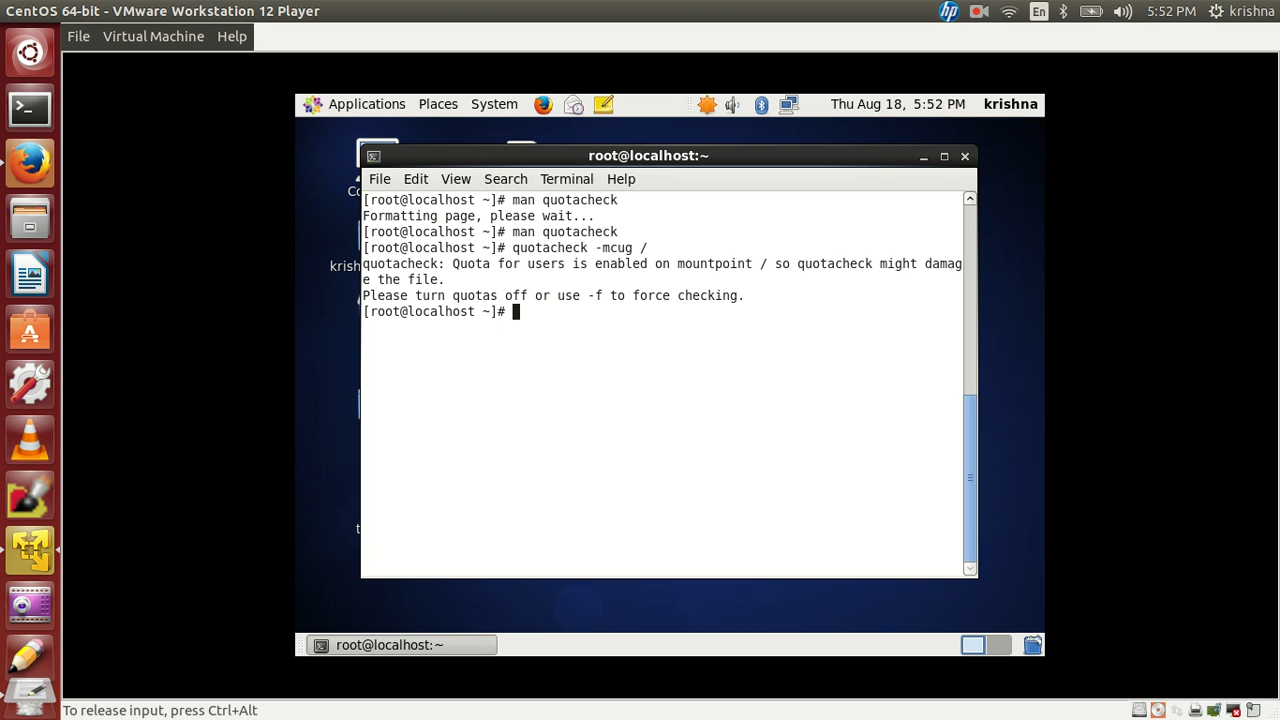 CentOS 64-bit - VMware Workstation 12 Player
En
5:52 PM
krishna
File Virtual Machine Help
Applications Places System
Thu Aug 18, 5:52 PM krishna
root@localhost:~
File Edit View Search Terminal Help
[root@localhost ~]# man quotacheck
Formatting page, please wait...
[root@localhost ~]# man quotacheck
[root@localhost ~]# quotacheck -mcug /
quotacheck: Quota for users is enabled on mountpoint / so quotacheck might damag
e the file.
Please turn quotas off or use -f to force checking.
[root@localhost ~]#
root@localhost:~
To release input, press Ctrl+Alt